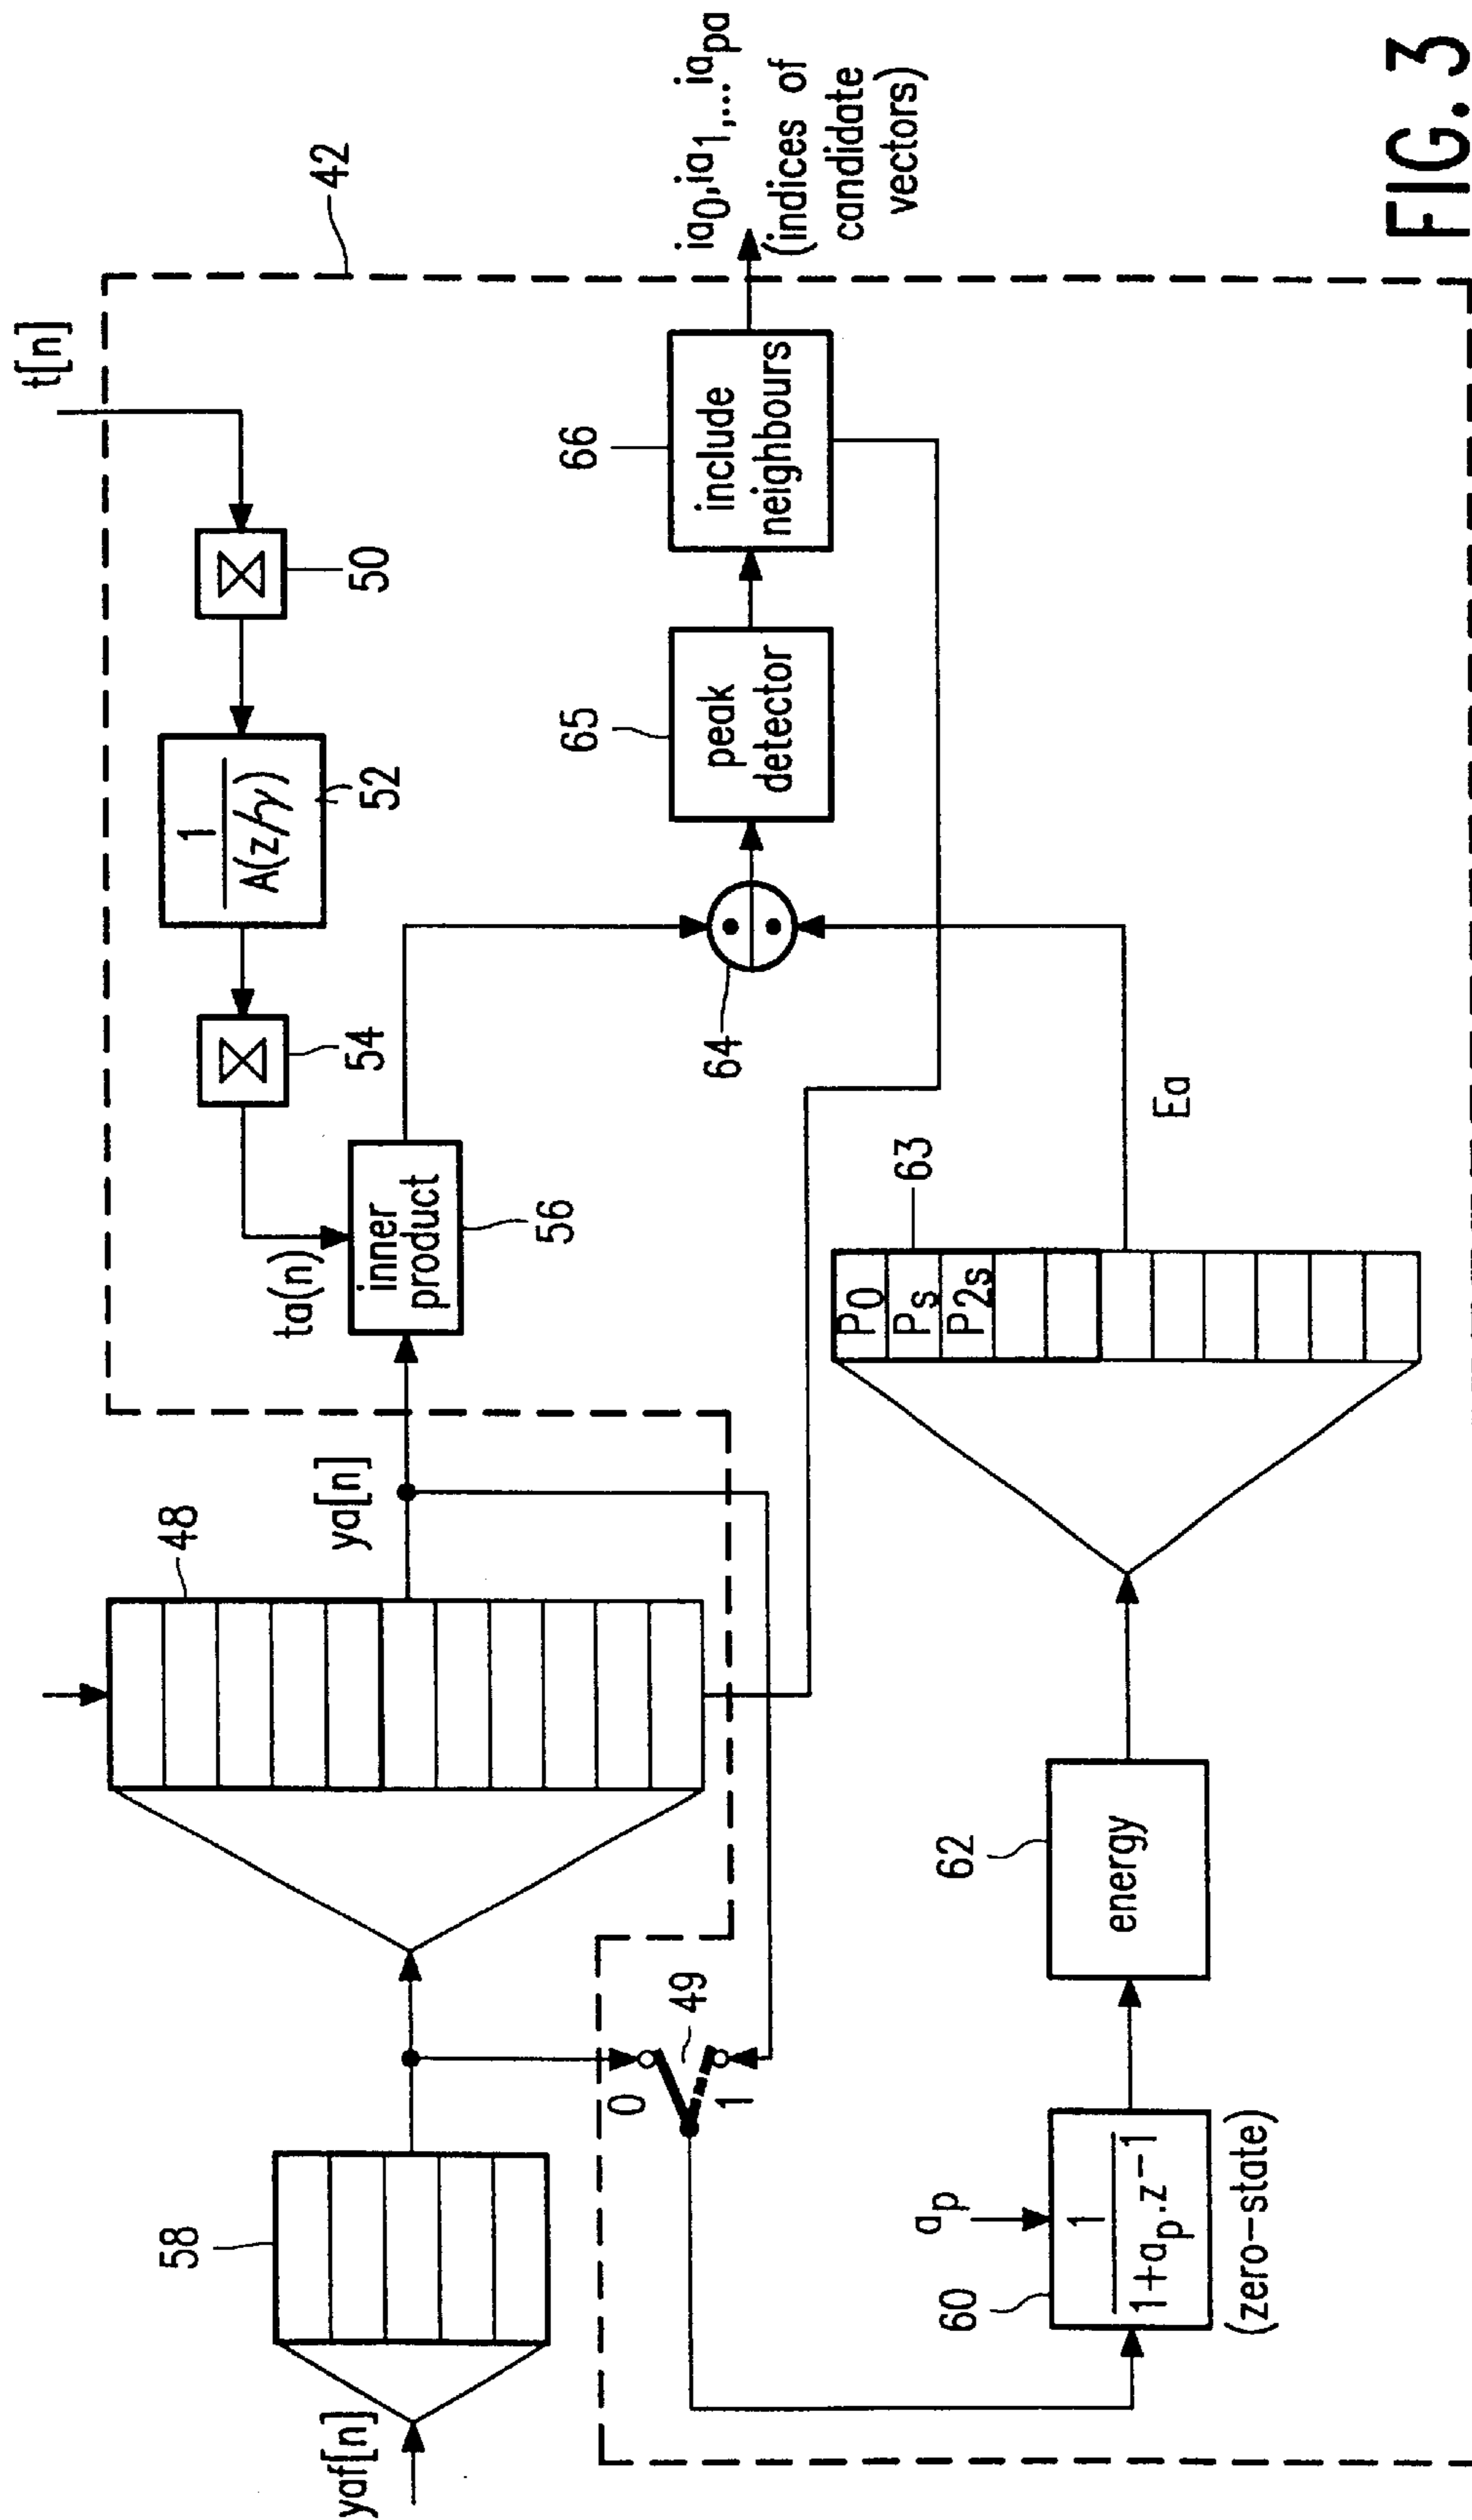 t[n]
42
50
1
A(z/γ)
52
54
ta(n)
inner
product
56
ya[n]
48
58
yaf[n]
ia0,ia1,...iapa
(indices of
candidate
vectors)
66
include
neighbours
65
peak
detector
64
49
0
1
63
P0
Ps
P2s
Ea
62
energy
60
ap
1
1+ap.z−1
(zero−state)
FIG. 3